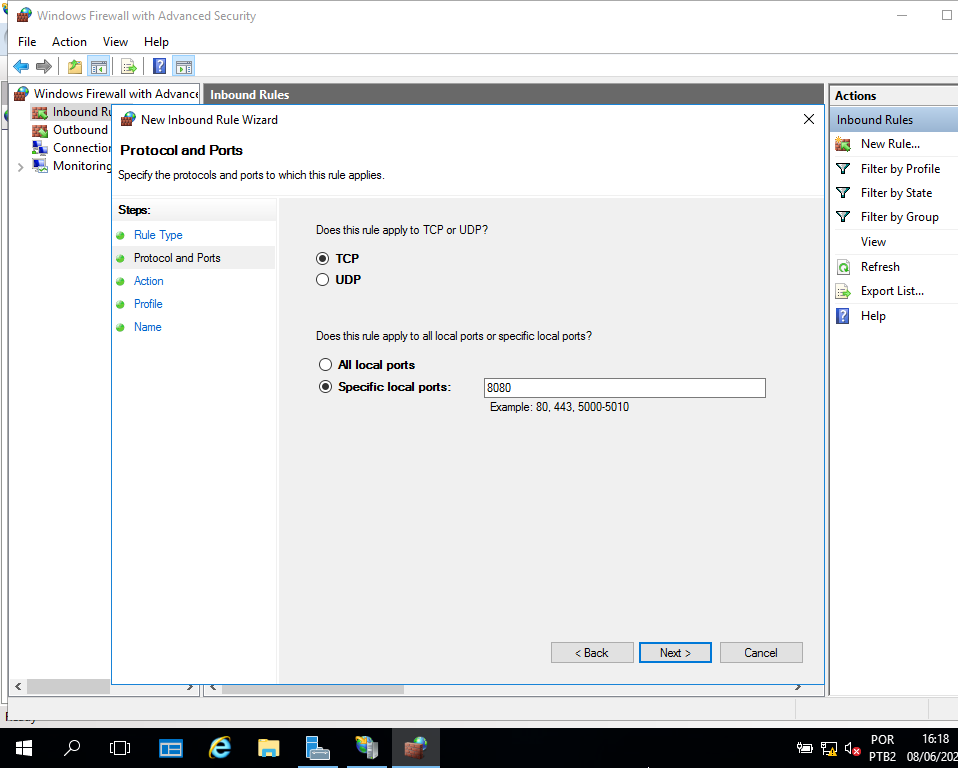 Windows Firewall with Advanced Security
File Action View Help
Windows Firewall with Advance
Inbound Ru
Outbound
Connection
Monitoring
Inbound Rules
New Inbound Rule Wizard
Protocol and Ports
Specify the protocols and ports to which this rule applies.
Steps:
Rule Type
Protocol and Ports
Action
Profile
Name
Does this rule apply to TCP or UDP?
TCP
UDP
Does this rule apply to all local ports or specific local ports?
All local ports
Specific local ports: 8080
Example: 80, 443, 5000-5010
< Back Next > Cancel
Actions
Inbound Rules
New Rule...
Filter by Profile
Filter by State
Filter by Group
View
Refresh
Export List...
Help
POR
PTB2
16:18
08/06/202